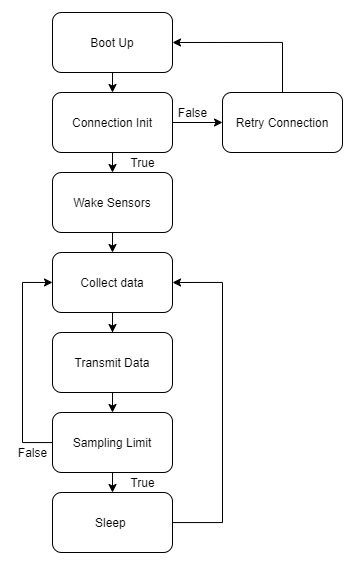 Boot Up
Connection Init
False
Retry Connection
True
Wake Sensors
Collect data
Transmit Data
Sampling Limit
False
True
Sleep